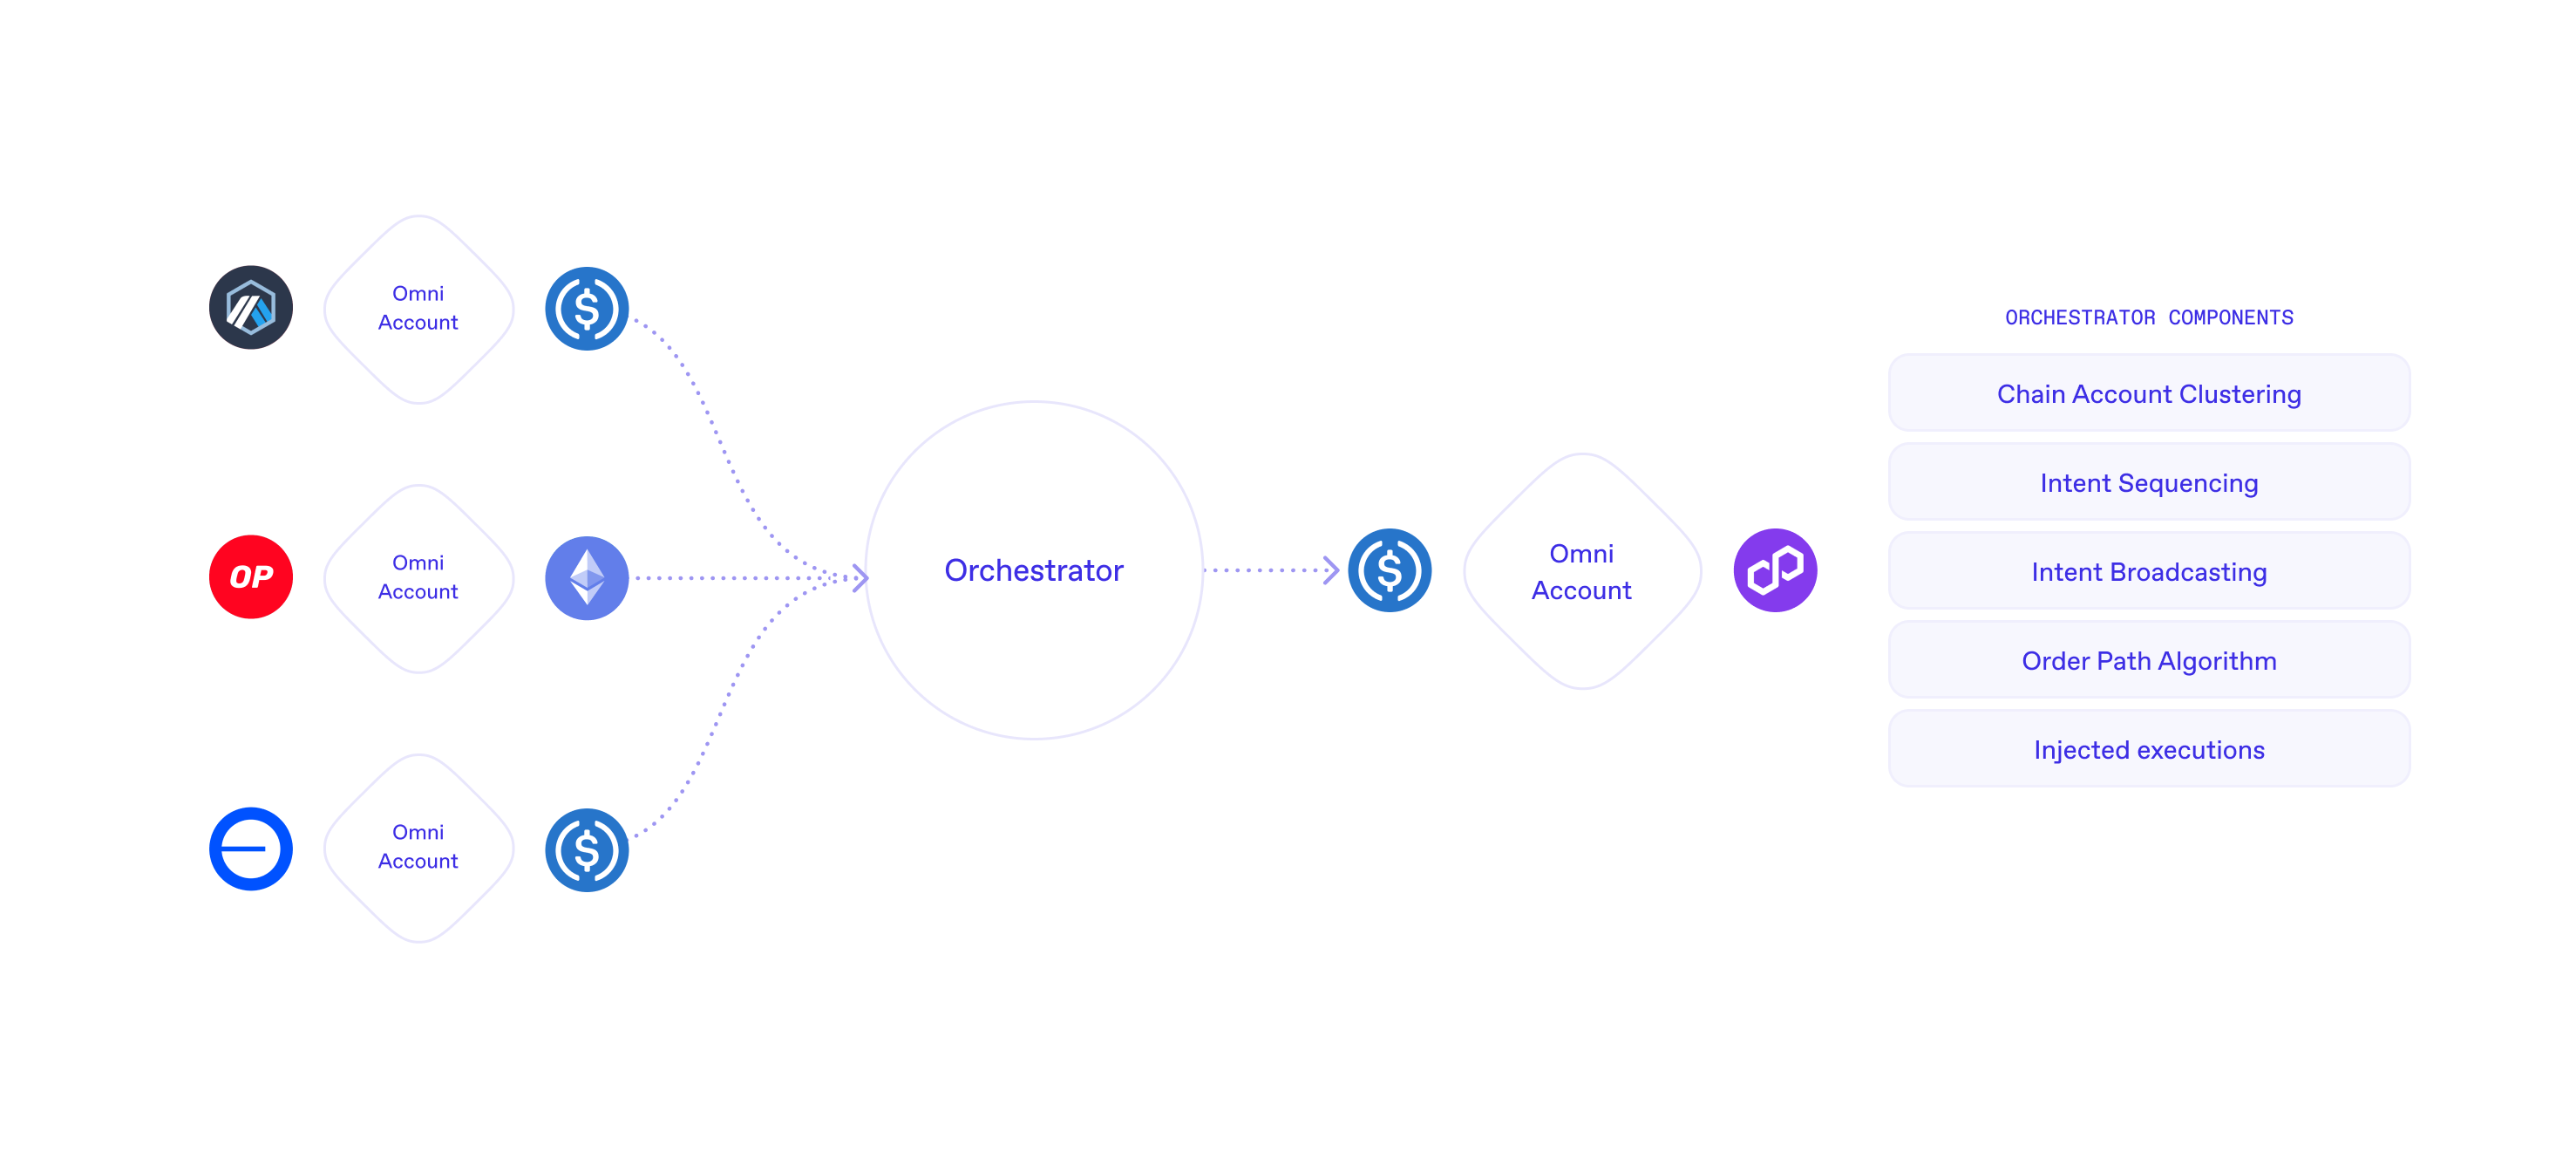 Omni
Account
OP
Omni
Account
Omni
Account
Orchestrator
Omni
Account
ORCHESTRATOR COMPONENTS
Chain Account Clustering
Intent Sequencing
Intent Broadcasting
Order Path Algorithm
Injected executions